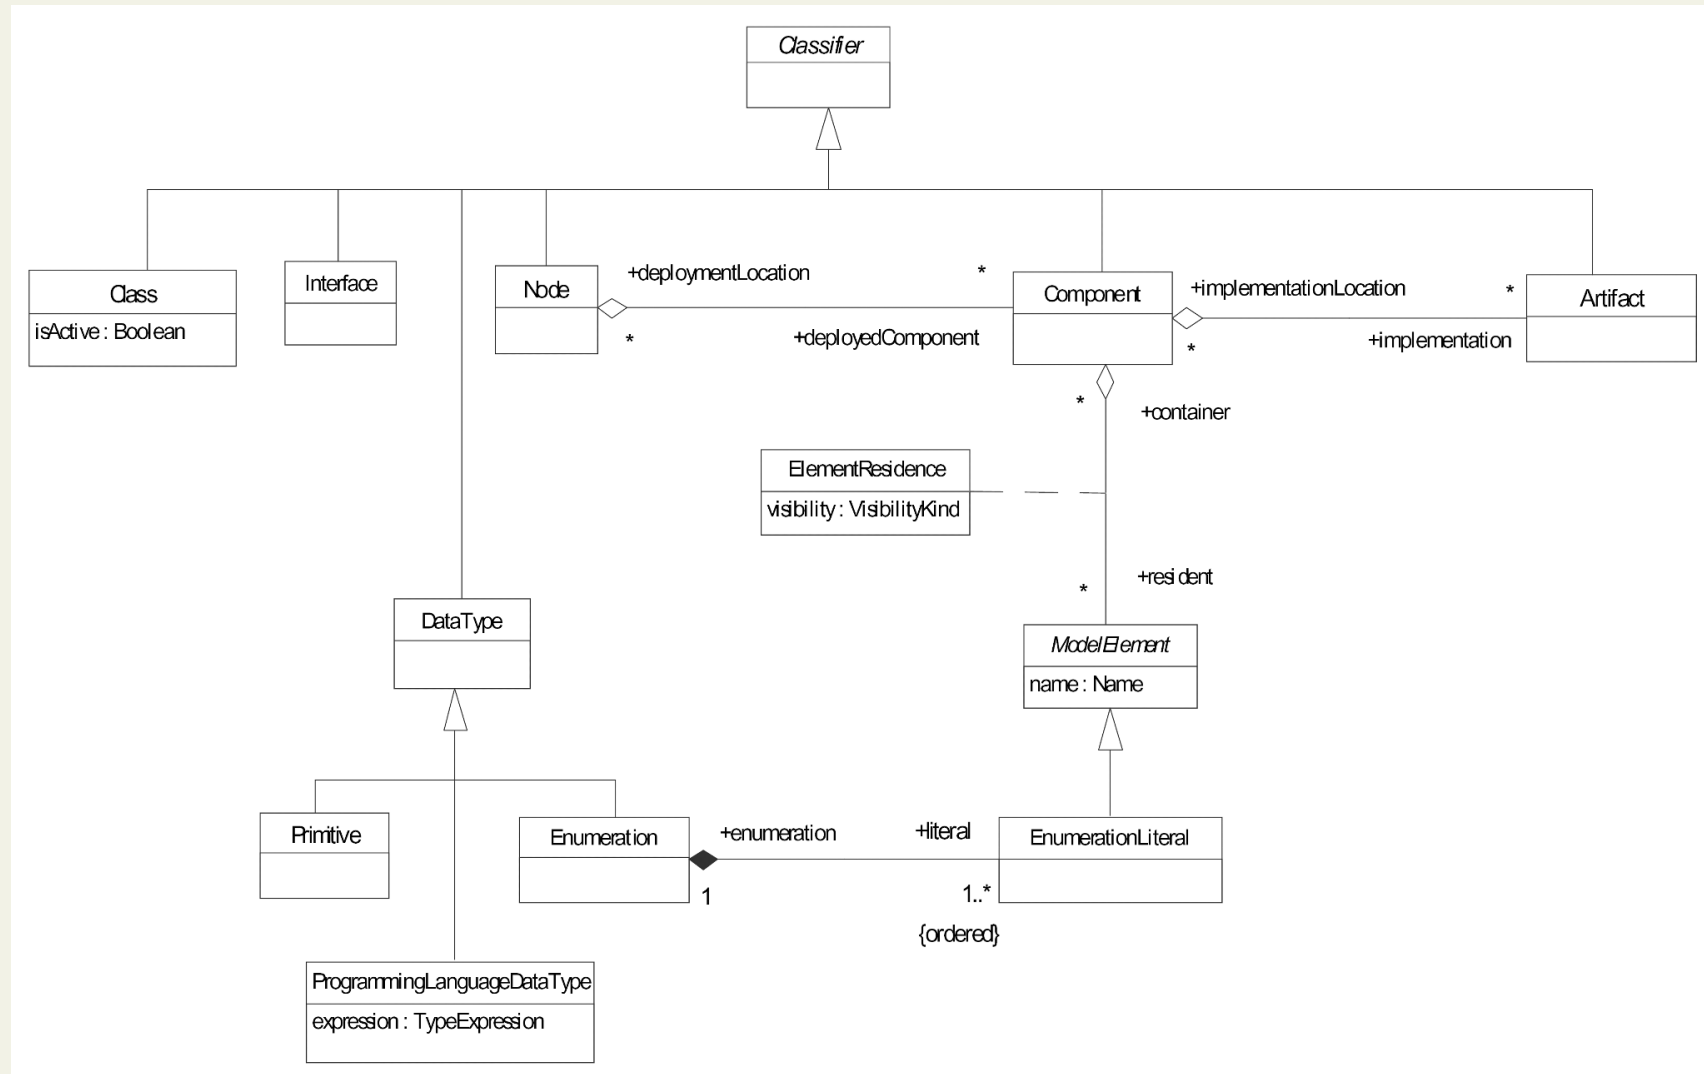 Classifier
Class
isActive : Boolean
Interface
Node
+deploymentLocation
*
*
+deployedComponent
Component
+implementationLocation
*
*
+implementation
Artifact
*
+container
ElementResidence
visibility : VisibilityKind
+resident
*
DataType
ModelElement
name : Name
Primitive
Enumeration
+enumeration
+literal
1
1..*
{ordered}
EnumerationLiteral
ProgrammingLanguageDataType
expression : TypeExpression